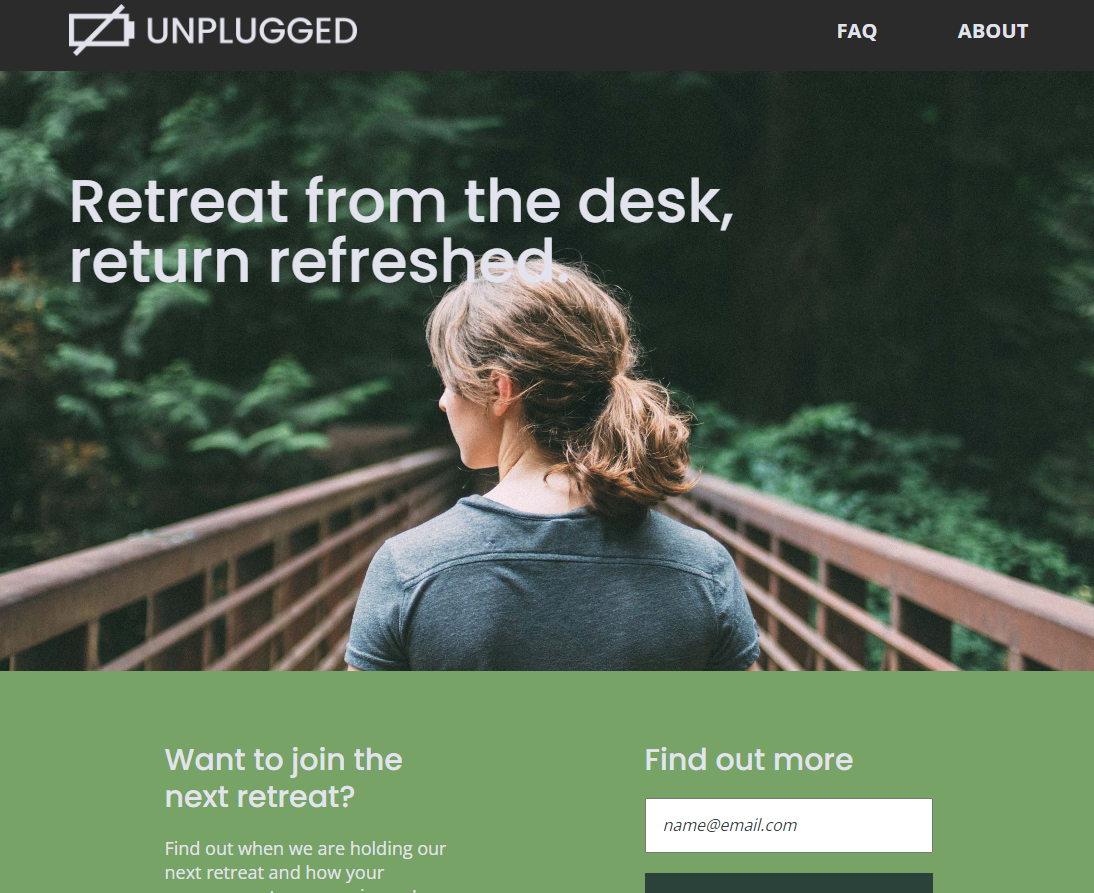 UNPLUGGED
FAQ
ABOUT
Retreat from the desk,
return refreshed.
Want to join the
next retreat?
Find out when we are holding our
next retreat and how your
Find out more
name@email.com